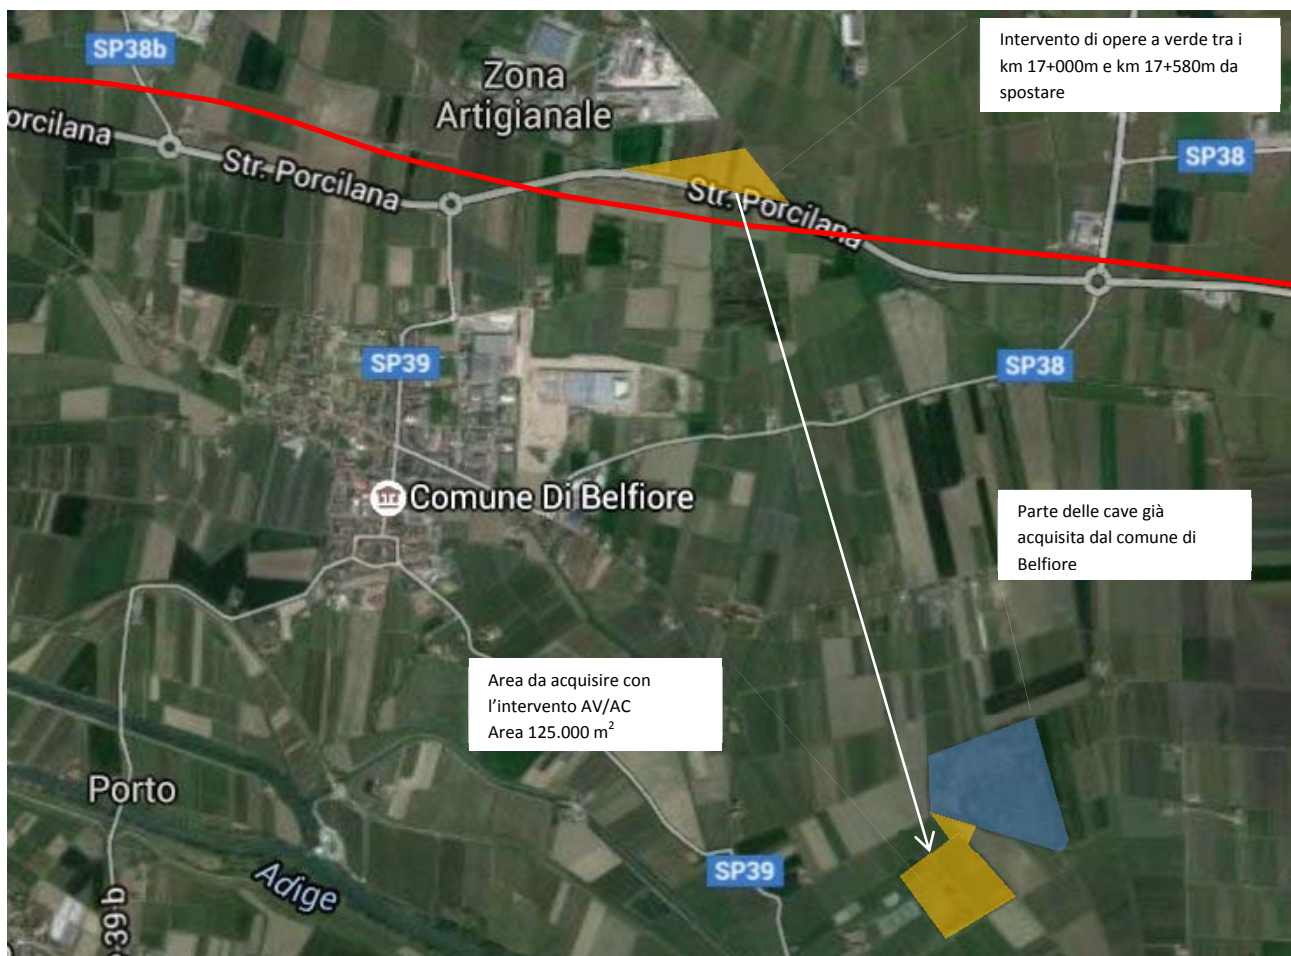 SP38b
Zona
Artigianale
Intervento di opere a verde tra i
km 17+000m e km 17+580m da
spostare
orcilana
Str. Porcilana
SP38
Str. Porcilana
SP39
SP38
Comune Di Belfiore
Parte delle cave già
acquisita dal comune di
Belfiore
Area da acquisire con
l'intervento AV/AC
Area 125.000 m²
Porto
Adige
SP39
39b